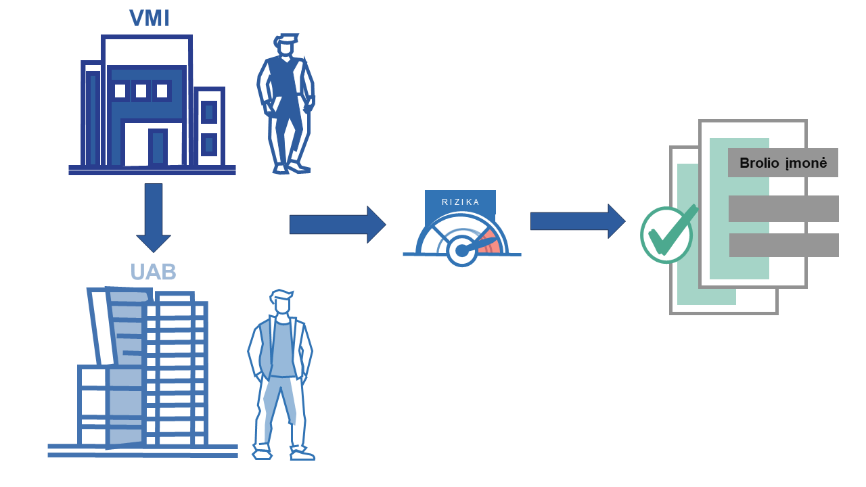 VMI
RIZIKA
Brolio įmonė
UAB